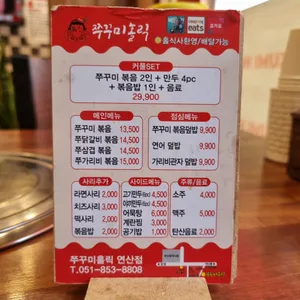 쭈꾸미홀릭
eats
홀식사환영/배달가능
커플SET
쭈꾸미 볶음 2인 + 만두 4pc
+ 볶음밥 1인 + 음료
29,900
메인메뉴
쭈꾸미 볶음 13,500
쭈닭갈비 볶음 14,500
쭈삼겹 볶음 14,500
쭈가리비 볶음 15,000
점심메뉴
쭈꾸미 볶음덮밥 9,900
연어 덮밥 9,900
가리비관자 덮밥 9,900
사리추가
라면사리 2,000
치즈사리 3,000
떡사리 2,000
볶음밥 2,000
사이드메뉴
고기만두(6pc) 4,500
야끼만두(5pc) 4,500
어묵탕 6,000
계란찜 3,000
공기밥 1,000
주류/음료
소주 4,000
맥주 5,000
탄산음료 2,000
쭈꾸미홀릭 연산점
T.051-853-8808